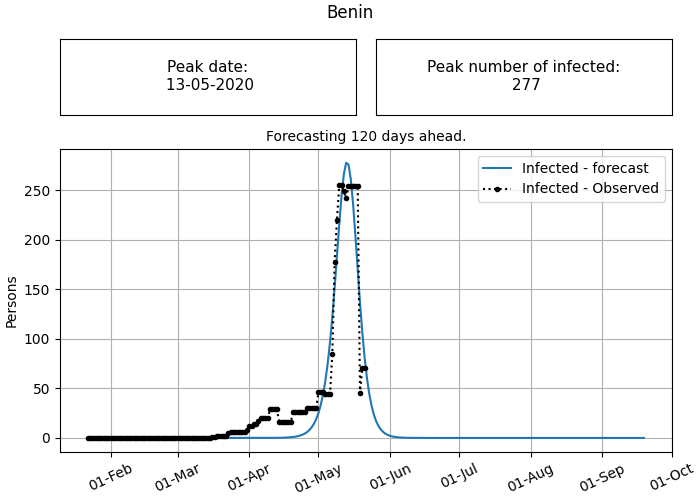 Benin
Peak date:
13-05-2020
Peak number of infected:
277
Forecasting 120 days ahead.
Infected - forecast
Infected - Observed
Persons
250
200
150
100
50
0
01-Feb
01-Mar
01-Apr
01-May
01-Jun
01-Jul
01-Aug
01-Sep
01-Oct